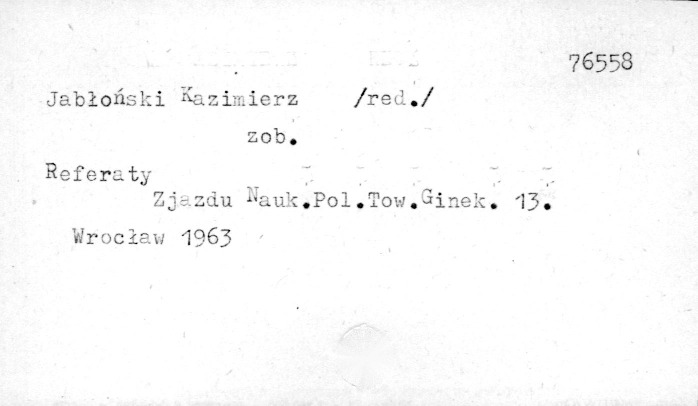 76558
Jabłoński Kazimierz /red./
zob.
Referaty
Zjazdu Nauk.Pol.Tow.Ginek. 13.
Wrocław 1963